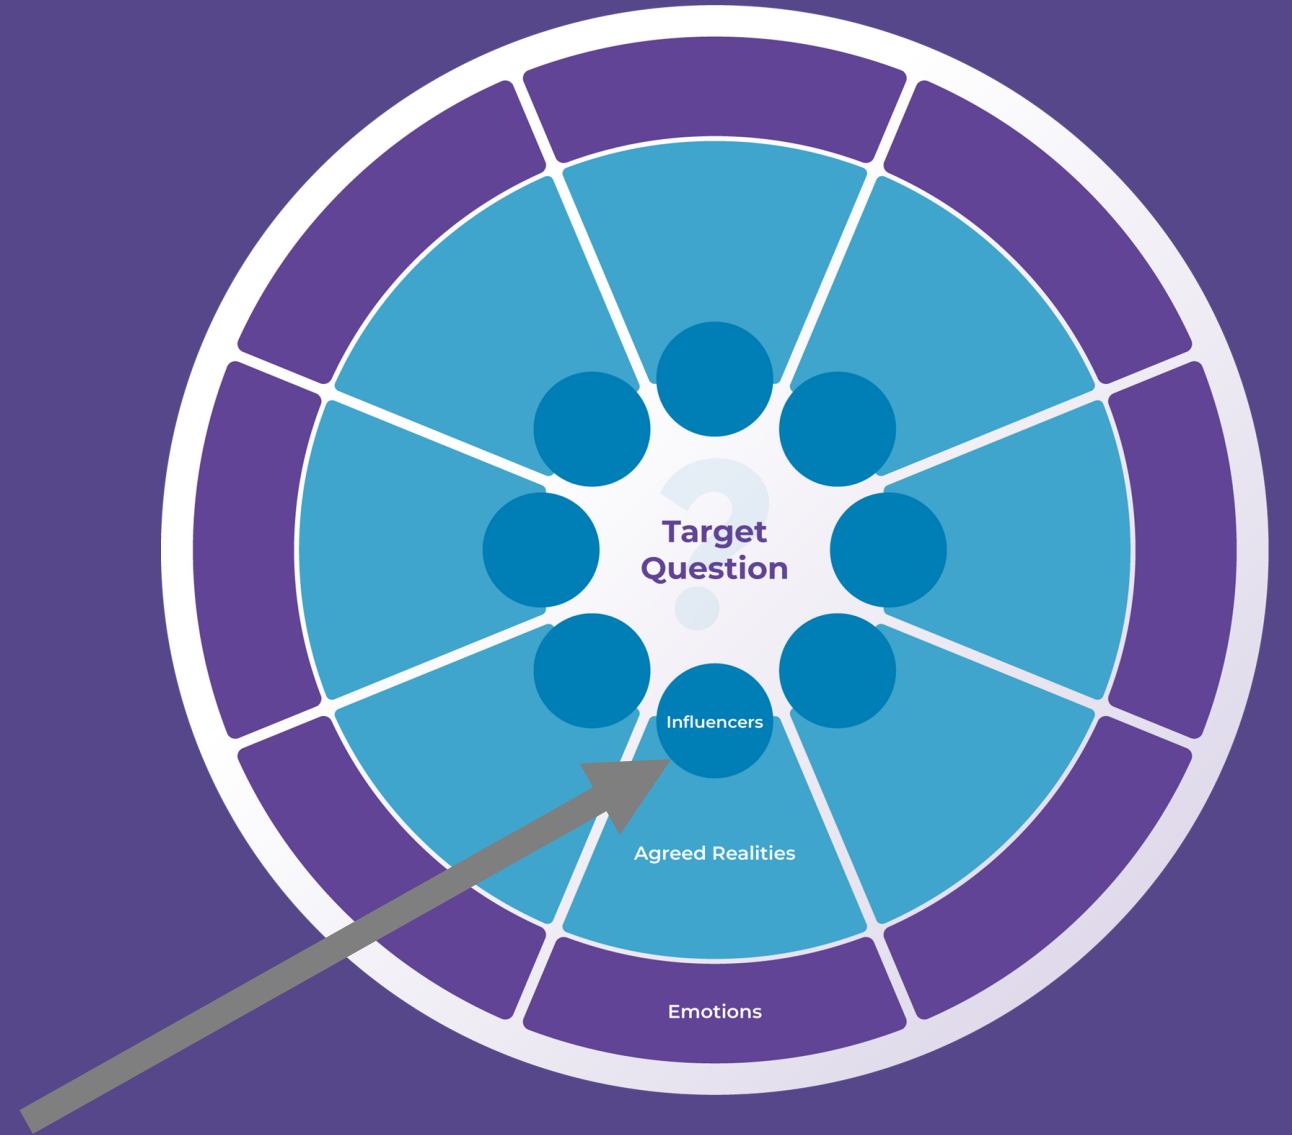 ?
Target
Question
Influencers
Agreed Realities
Emotions